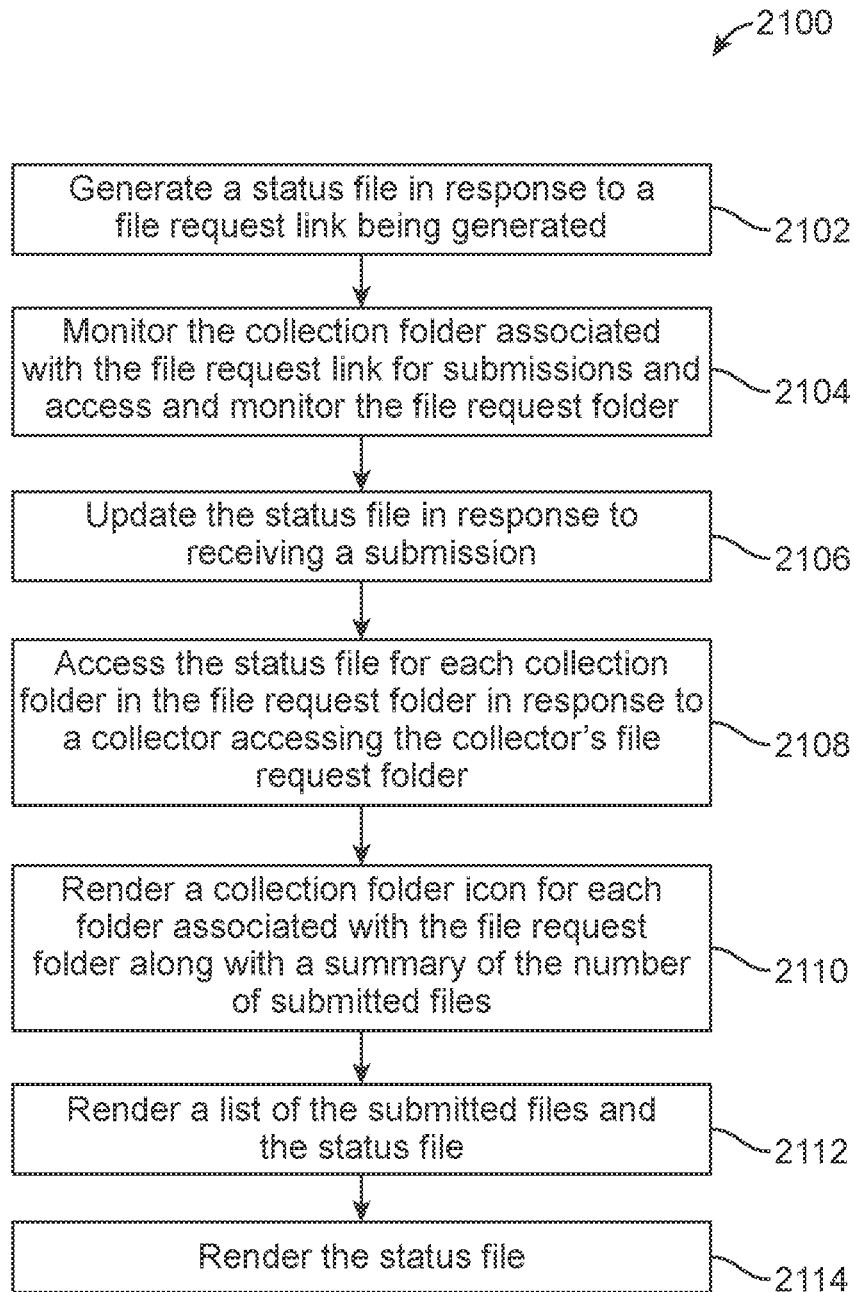 2100
Generate a status file in response to a
file request link being generated
2102
Monitor the collection folder associated
with the file request link for submissions and
access and monitor the file request folder
2104
Update the status file in response to
receiving a submission
2106
Access the status file for each collection
folder in the file request folder in response to
a collector accessing the collector's file
request folder
2108
Render a collection folder icon for each
folder associated with the file request
folder along with a summary of the number
of submitted files
2110
Render a list of the submitted files and
the status file
2112
Render the status file
2114